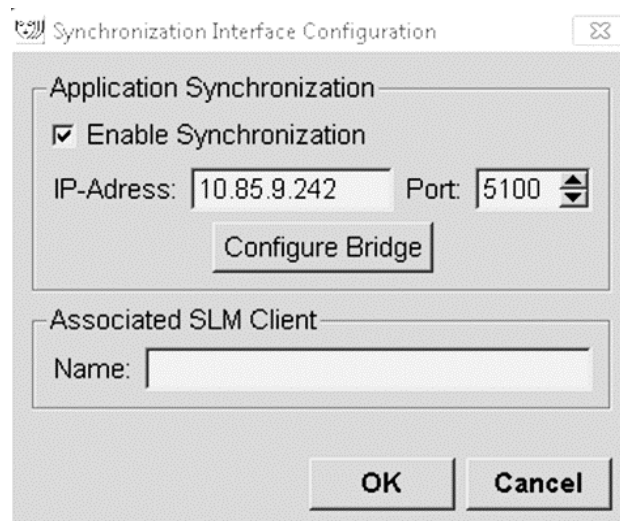 Synchronization Interface Configuration
Application Synchronization
Enable Synchronization
IP-Adress: 10.85.9.242 Port: 5100
Configure Bridge
Associated SLM Client
Name:
OK Cancel